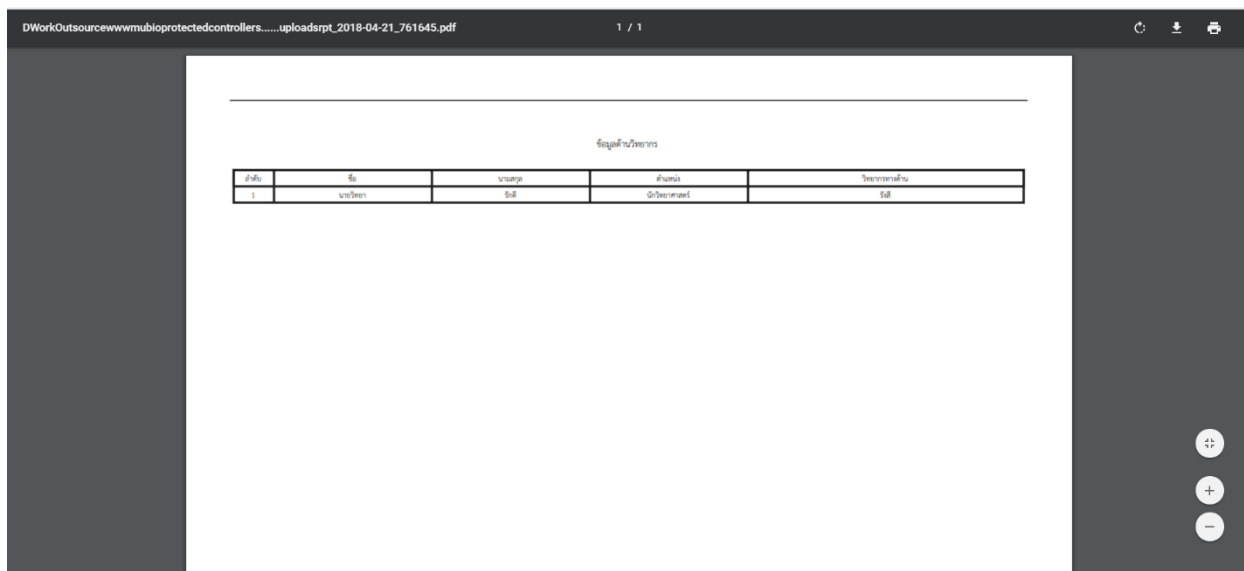 DWorkOutsourcewwwmubioprotectedcontrollers......uploadsrpt_2018-04-21_761645.pdf 1 / 1
ข้อมูลด้านวิทยากร
ลำดับ ชื่อ นามสกุล ตำแหน่ง วิทยากรทางด้าน
1 นายวิทยา รักดี นักวิทยาศาสตร์ รังสี